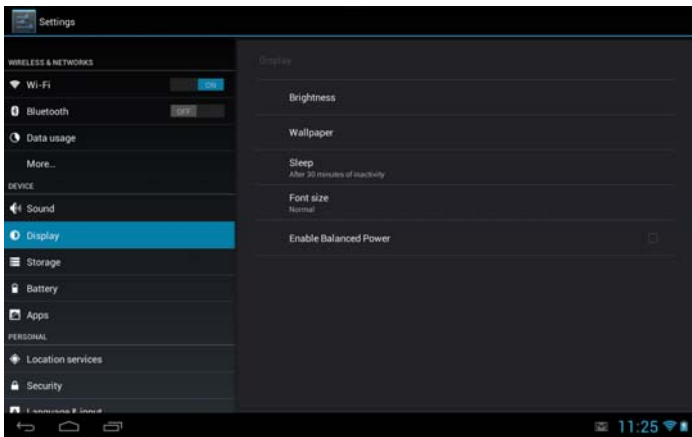 Settings
WIRELESS & NETWORKS
Wi-Fi ON
Bluetooth OFF
Data usage
More...
DEVICE
Sound
Display
Storage
Battery
Apps
PERSONAL
Location services
Security
Language & input
Display
Brightness
Wallpaper
Sleep
After 30 minutes of inactivity
Font size
Normal
Enable Balanced Power
11:25